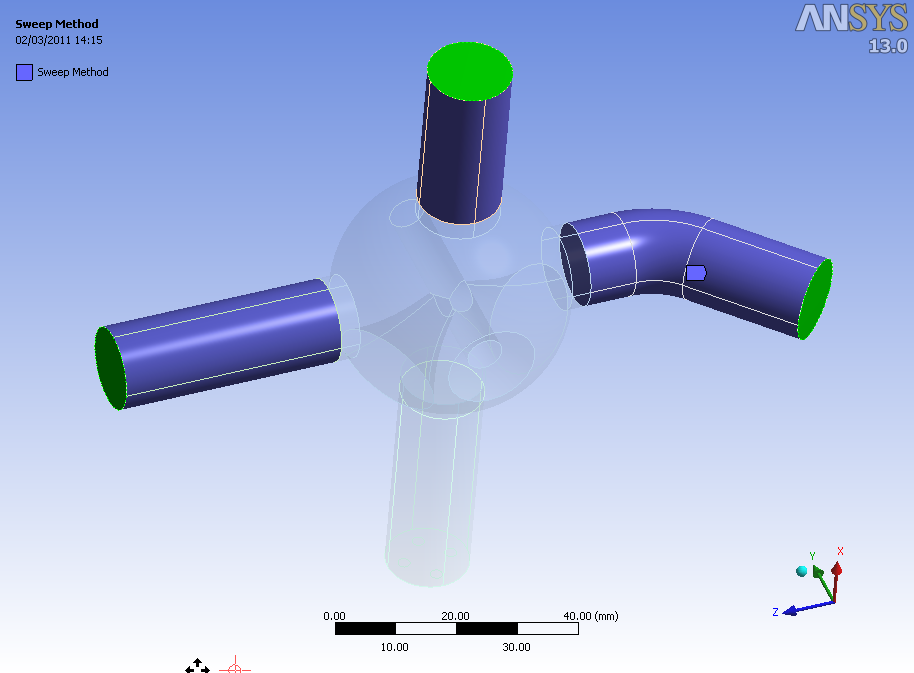 Sweep Method
02/03/2011 14:15
Sweep Method
ANSYS
13.0
0.00
20.00
40.00 (mm)
10.00
30.00
Y
X
Z